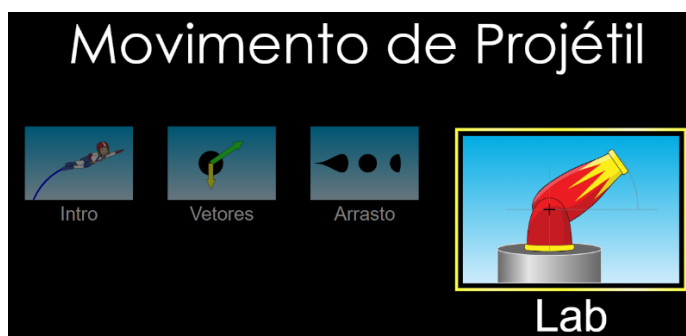 Movimento de Projétil
Intro
Vetores
Arrasto
Lab